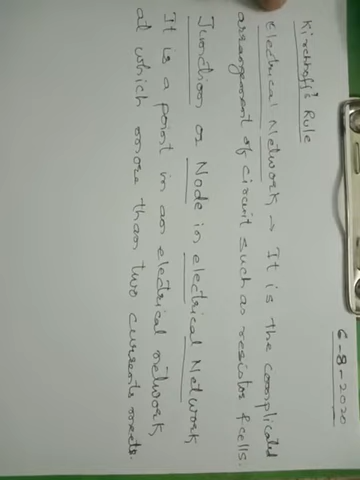 6-8-2020
Kirchhoff's Rule
Electrical Network → It is the complicated
arrangement of circuit such as resistor & cells.
Junction or Node in electrical Network
It is a point in an electrical network
at which more than two currents meets.